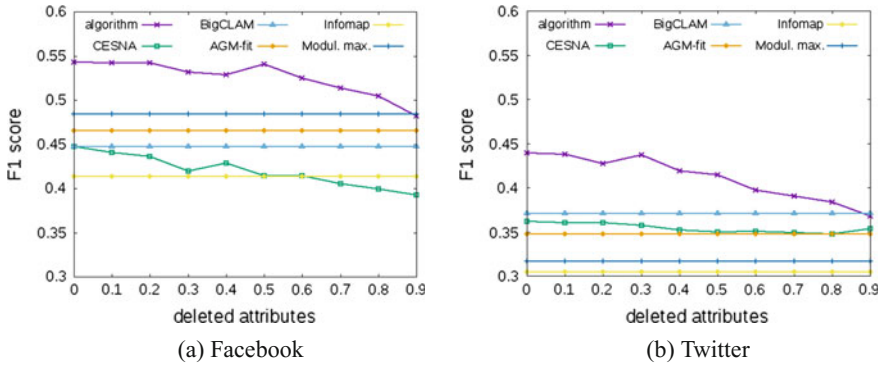 0.6
0.55
0.5
0.45
0.4
0.35
0.3
F1 score
algorithm
CESNA
BigCLAM
AGM-fit
Infomap
Modul. max.
0 0.1 0.2 0.3 0.4 0.5 0.6 0.7 0.8 0.9
deleted attributes
(a) Facebook
0.6
0.55
0.5
0.45
0.4
0.35
0.3
F1 score
algorithm
CESNA
BigCLAM
AGM-fit
Infomap
Modul. max.
0 0.1 0.2 0.3 0.4 0.5 0.6 0.7 0.8 0.9
deleted attributes
(b) Twitter